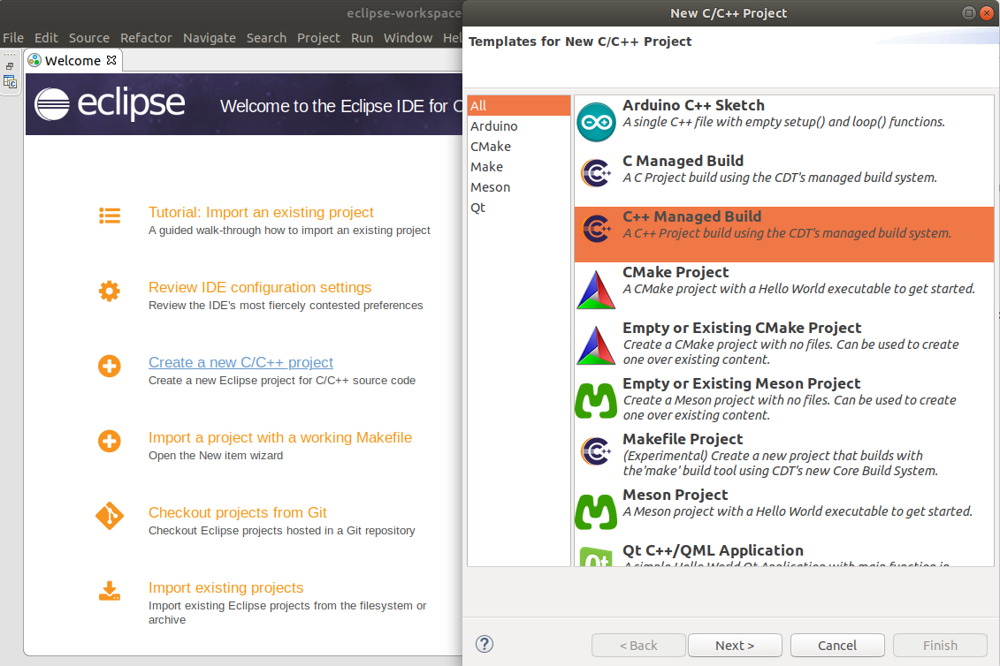 eclipse-workspace
File Edit Source Refactor Navigate Search Project Run Window Hel
Welcome
eclipse
Welcome to the Eclipse IDE for C
Tutorial: Import an existing project
A guided walk-through how to import an existing project
Review IDE configuration settings
Review the IDE's most fiercely contested preferences
Create a new C/C++ project
Create a new Eclipse project for C/C++ source code
Import a project with a working Makefile
Open the New item wizard
Checkout projects from Git
Checkout Eclipse projects hosted in a Git repository
Import existing projects
Import existing Eclipse projects from the filesystem or
archive
New C/C++ Project
Templates for New C/C++ Project
All
Arduino
CMake
Make
Meson
Qt
Arduino C++ Sketch
A single C++ file with empty setup() and loop() functions.
C Managed Build
A C Project build using the CDT's managed build system.
C++ Managed Build
A C++ Project build using the CDT's managed build system.
CMake Project
A CMake project with a Hello World executable to get started.
Empty or Existing CMake Project
Create a CMake project with no files. Can be used to create
one over existing content.
Empty or Existing Meson Project
Create a Meson project with no files. Can be used to create
one over existing content.
Makefile Project
(Experimental) Create a new project that builds with
the'make' build tool using CDT's new Core Build System.
Meson Project
A Meson project with a Hello World executable to get started.
Qt C++/QML Application
A simple Hello World Qt Application with main function in
? < Back Next > Cancel Finish